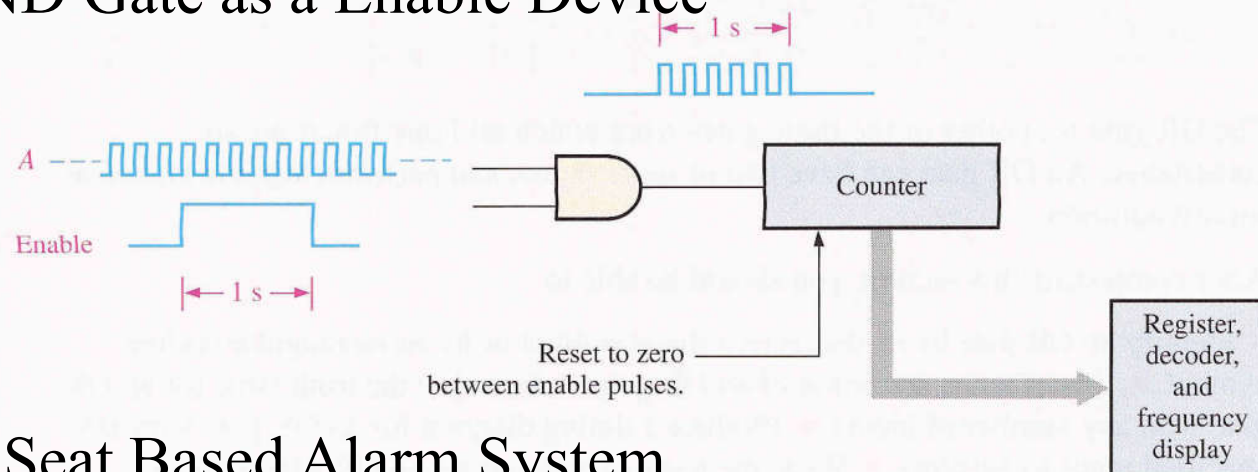 ND Gate as a Enable Device
1 s
A
Counter
Enable
1 s
Reset to zero
between enable pulses.
Register,
decoder,
and
frequency
display
Seat Based Alarm System